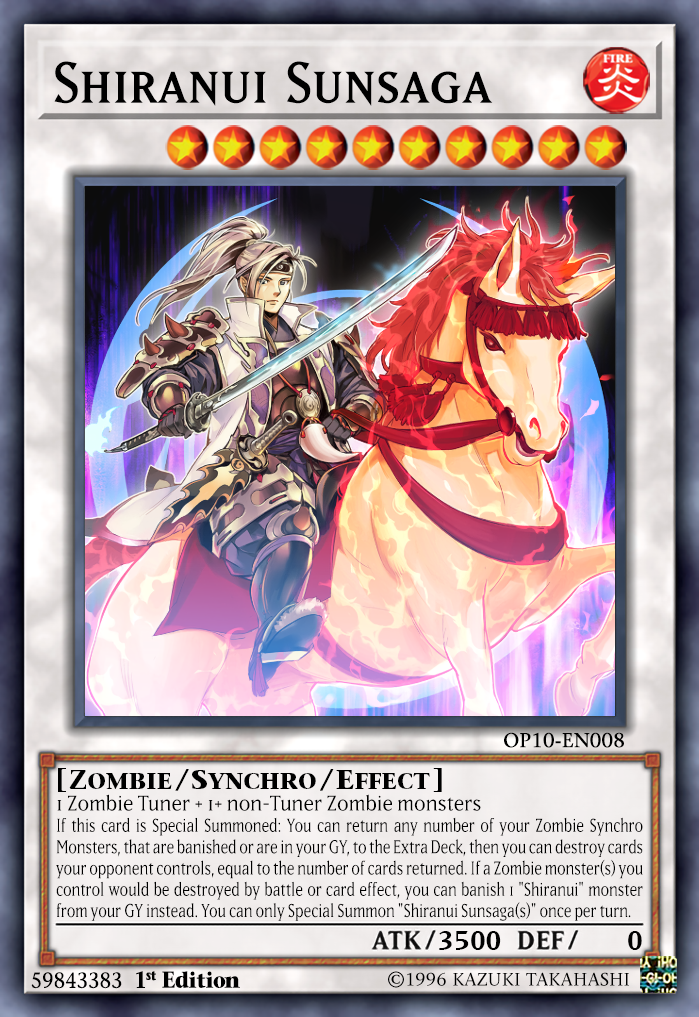 SHIRANUI SUNSAGA
FIRE
炎
OP10-EN008
[ZOMBIE/SYNCHRO/EFFECT]
1 Zombie Tuner + 1+ non-Tuner Zombie monsters
If this card is Special Summoned: You can return any number of your Zombie Synchro
Monsters, that are banished or are in your GY, to the Extra Deck, then you can destroy cards
your opponent controls, equal to the number of cards returned. If a Zombie monster(s) you
control would be destroyed by battle or card effect, you can banish 1 "Shiranui" monster
from your GY instead. You can only Special Summon "Shiranui Sunsaga(s)" once per turn.
ATK/3500 DEF/ 0
59843383 1st Edition ©1996 KAZUKI TAKAHASHI